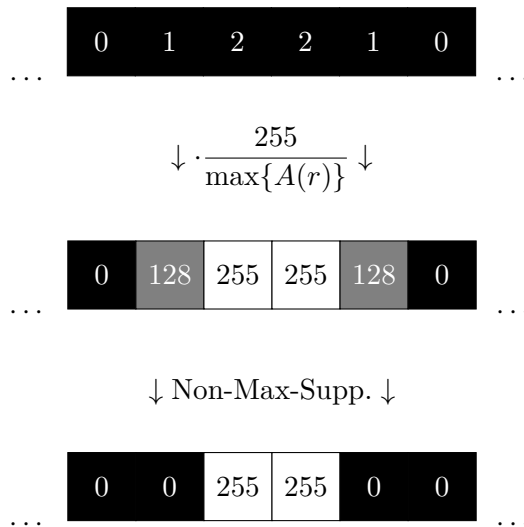 0 1 2 2 1 0
... ...
↓ · 255 / max{A(r)} ↓
0 128 255 255 128 0
... ...
↓ Non-Max-Supp. ↓
0 0 255 255 0 0
... ...